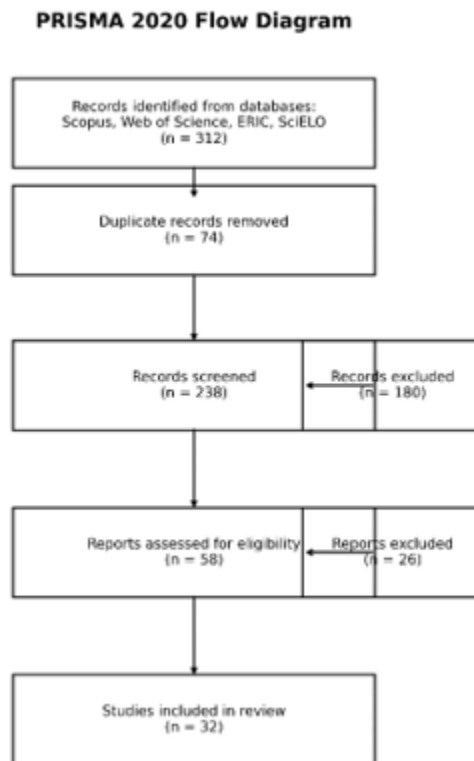 PRISMA 2020 Flow Diagram
Records identified from databases:
Scopus, Web of Science, ERIC, SciELO
(n = 312)
Duplicate records removed
(n = 74)
Records screened
(n = 238)
Records excluded
(n = 180)
Reports assessed for eligibility
(n = 58)
Reports excluded
(n = 26)
Studies included in review
(n = 32)